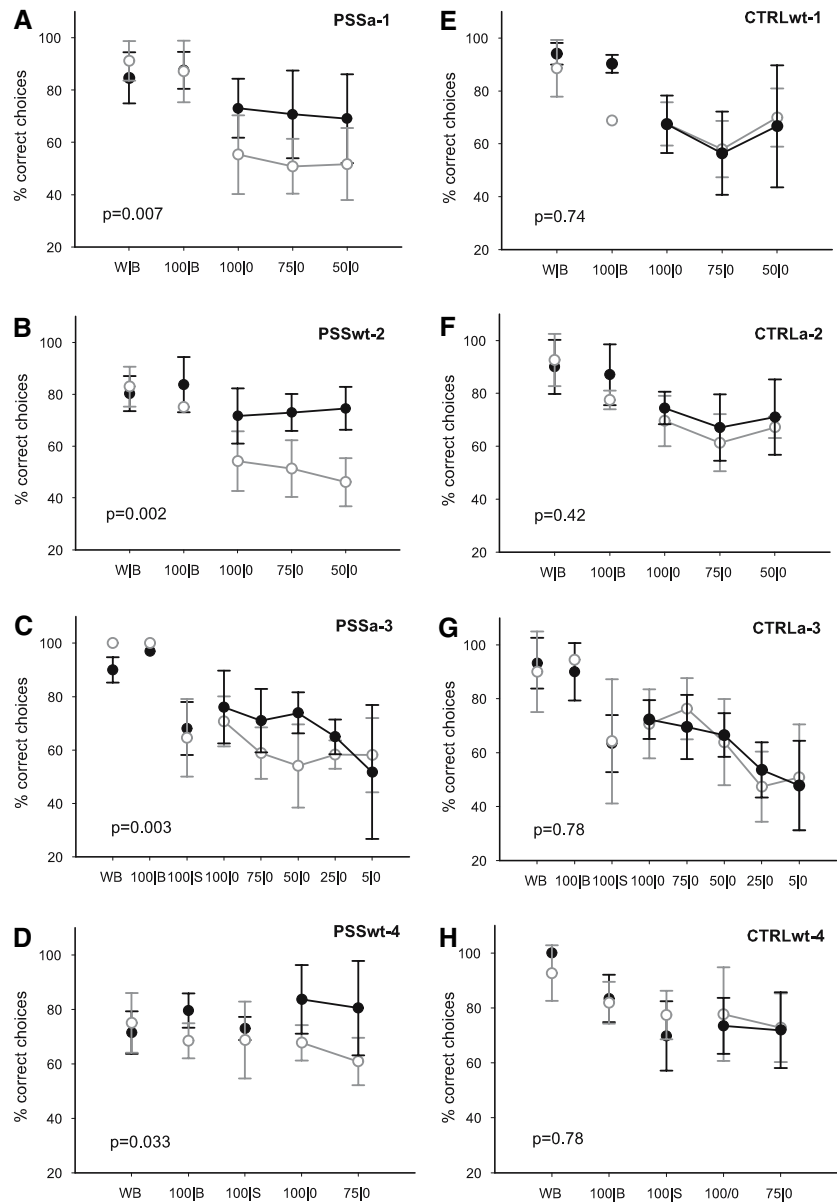 A
PSSa-1
% correct choices
100
80
60
40
20
p=0.007
W|B 100|B 100|0 75|0 50|0
B
PSSwt-2
% correct choices
100
80
60
40
20
p=0.002
W|B 100|B 100|0 75|0 50|0
C
PSSa-3
% correct choices
100
80
60
40
20
p=0.003
WB 100|B 100|S 100|0 75|0 50|0 25|0 5|0
D
PSSwt-4
% correct choices
100
80
60
40
20
p=0.033
WB 100|B 100|S 100|0 75|0
E
CTRLwt-1
% correct choices
100
80
60
40
20
p=0.74
W|B 100|B 100|0 75|0 50|0
F
CTRLa-2
% correct choices
100
80
60
40
20
p=0.42
W|B 100|B 100|0 75|0 50|0
G
CTRLa-3
% correct choices
100
80
60
40
20
p=0.78
WB 100|B 100|S 100|0 75|0 50|0 25|0 5|0
H
CTRLwt-4
% correct choices
100
80
60
40
20
p=0.78
WB 100|B 100|S 100/0 75|0